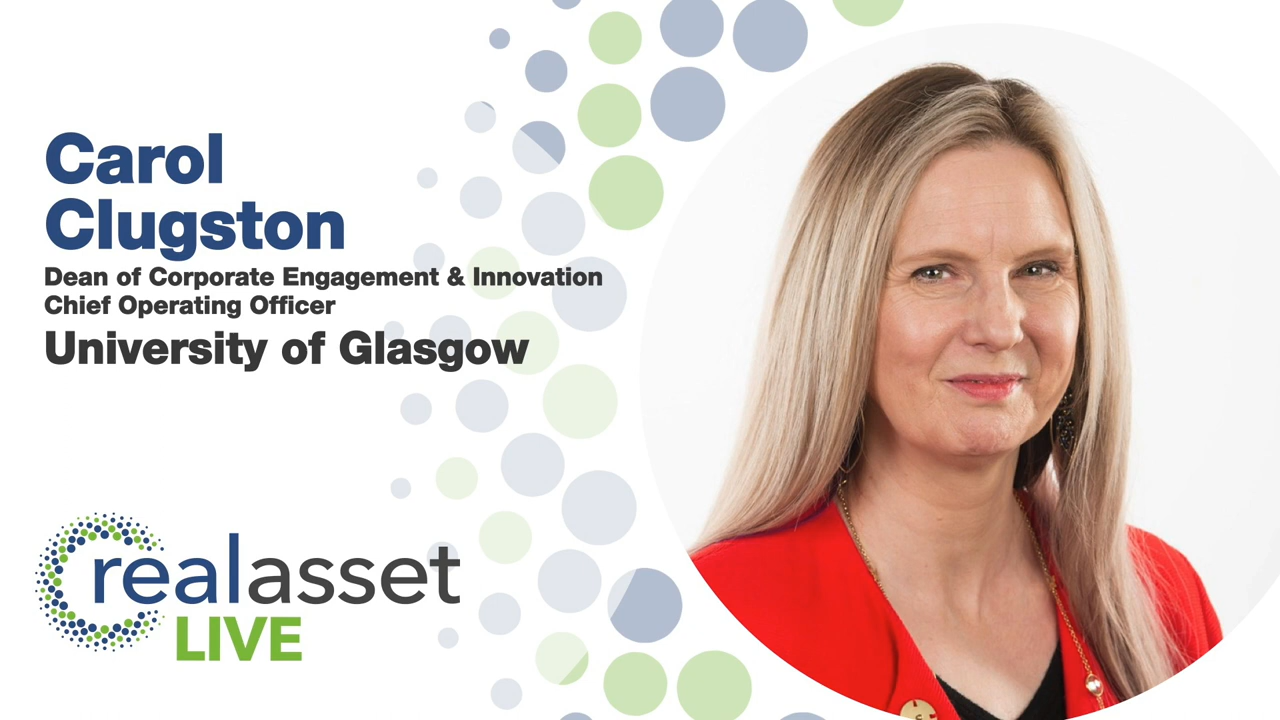 Carol
Clugston
Dean of Corporate Engagement & Innovation
Chief Operating Officer
University of Glasgow
realasset
LIVE